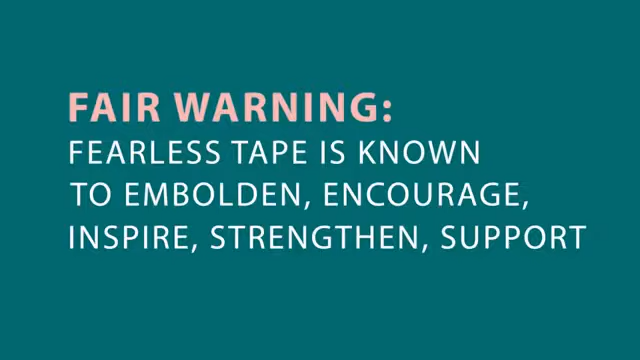 FAIR WARNING:
FEARLESS TAPE IS KNOWN
TO EMBOLDEN, ENCOURAGE,
INSPIRE, STRENGTHEN, SUPPORT